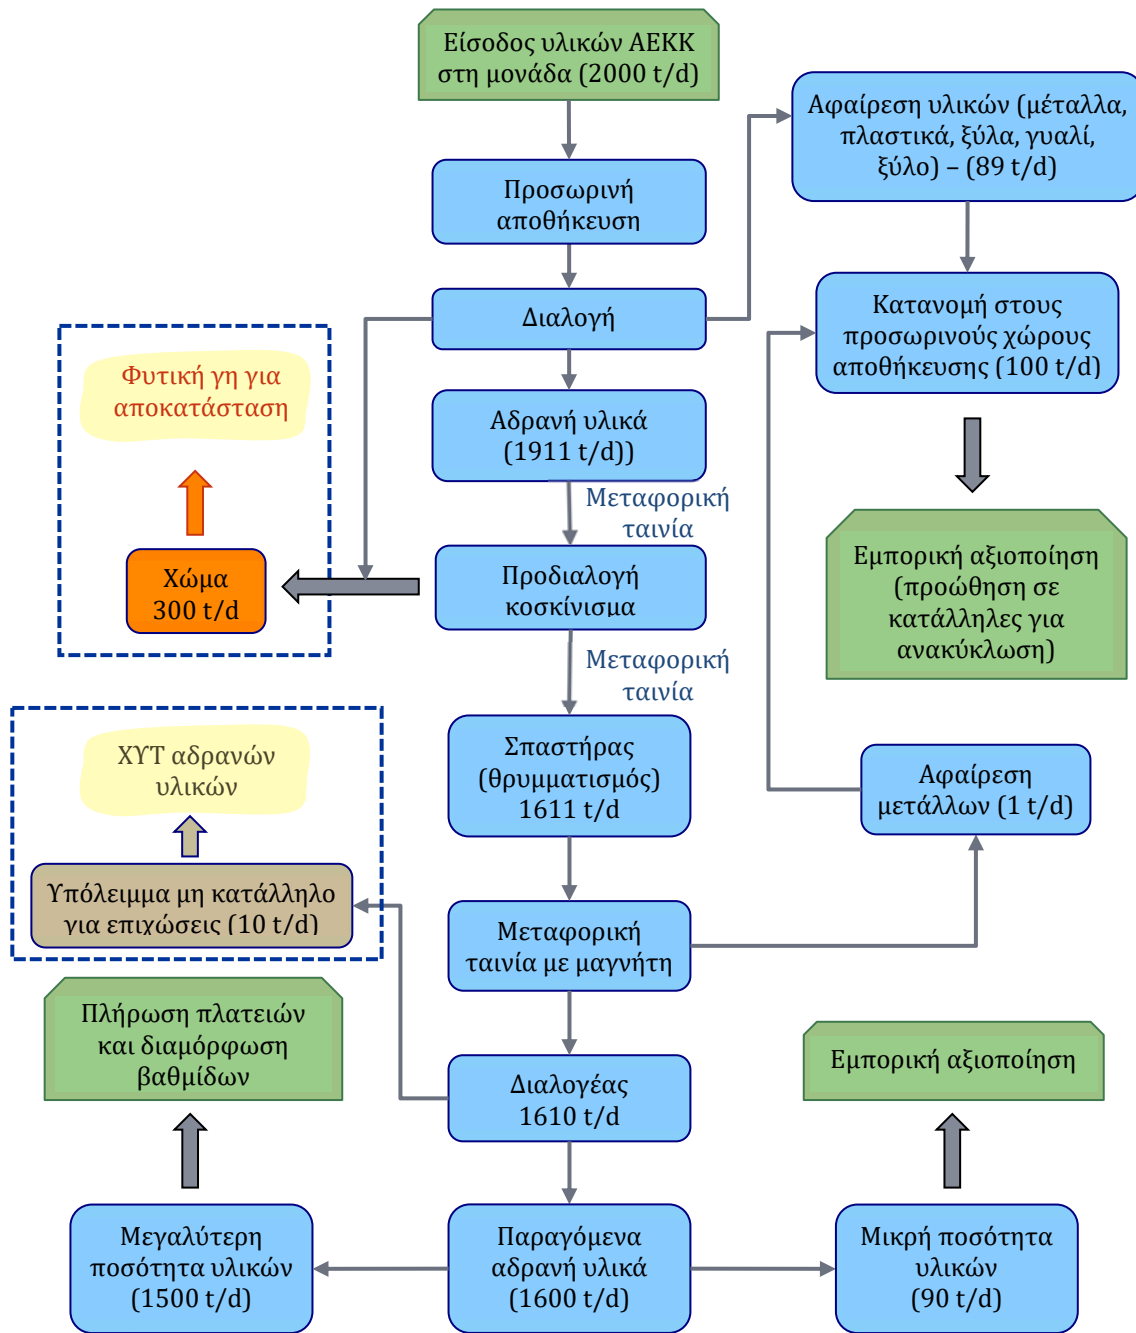 Είσοδος υλικών ΑΕΚΚ
στη μονάδα (2000 t/d)
Αφαίρεση υλικών (μέταλλα,
πλαστικά, ξύλα, γυαλί,
ξύλο) – (89 t/d)
Προσωρινή
αποθήκευση
Κατανομή στους
προσωρινούς χώρους
αποθήκευσης (100 t/d)
Διαλογή
Φυτική γη για
αποκατάσταση
Αδρανή υλικά
(1911 t/d))
Μεταφορική
ταινία
Εμπορική αξιοποίηση
(προώθηση σε
κατάλληλες για
ανακύκλωση)
Χώμα
300 t/d
Προδιαλογή
κοσκίνισμα
Μεταφορική
ταινία
Σπαστήρας
(θρυμματισμός)
1611 t/d
ΧΥΤ αδρανών
υλικών
Αφαίρεση
μετάλλων (1 t/d)
Υπόλειμμα μη κατάλληλο
για επιχώσεις (10 t/d)
Μεταφορική
ταινία με μαγνήτη
Πλήρωση πλατειών
και διαμόρφωση
βαθμίδων
Εμπορική αξιοποίηση
Διαλογέας
1610 t/d
Μεγαλύτερη
ποσότητα υλικών
(1500 t/d)
Παραγόμενα
αδρανή υλικά
(1600 t/d)
Μικρή ποσότητα
υλικών
(90 t/d)